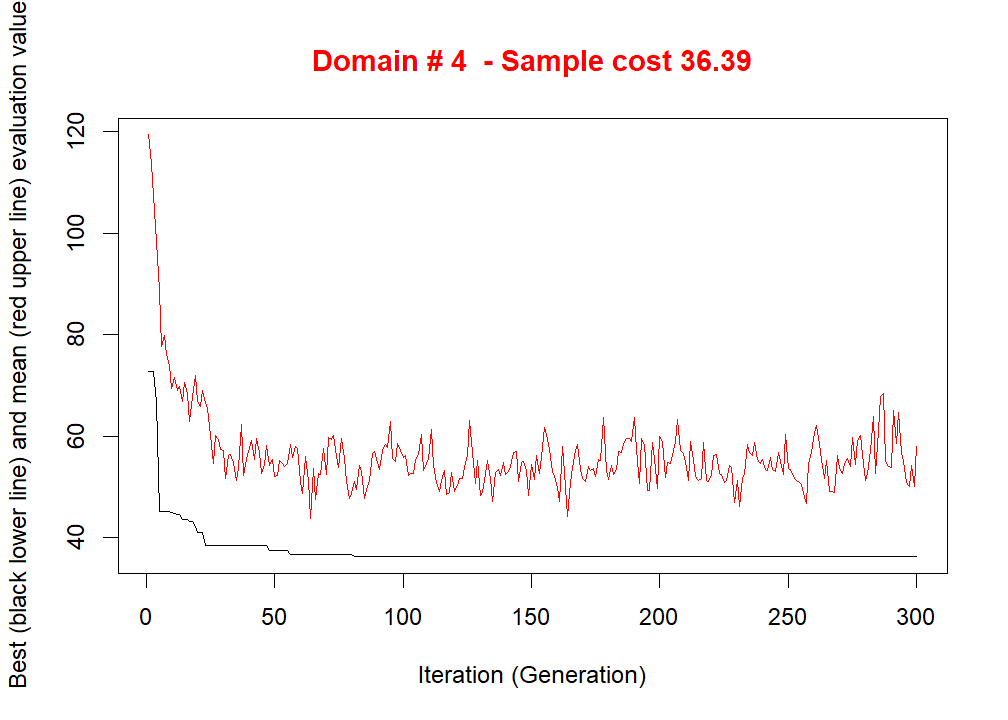 Domain # 4  - Sample cost 36.39
Best (black lower line) and mean (red upper line) evaluation value
120
100
80
60
40
0 50 100 150 200 250 300
Iteration (Generation)